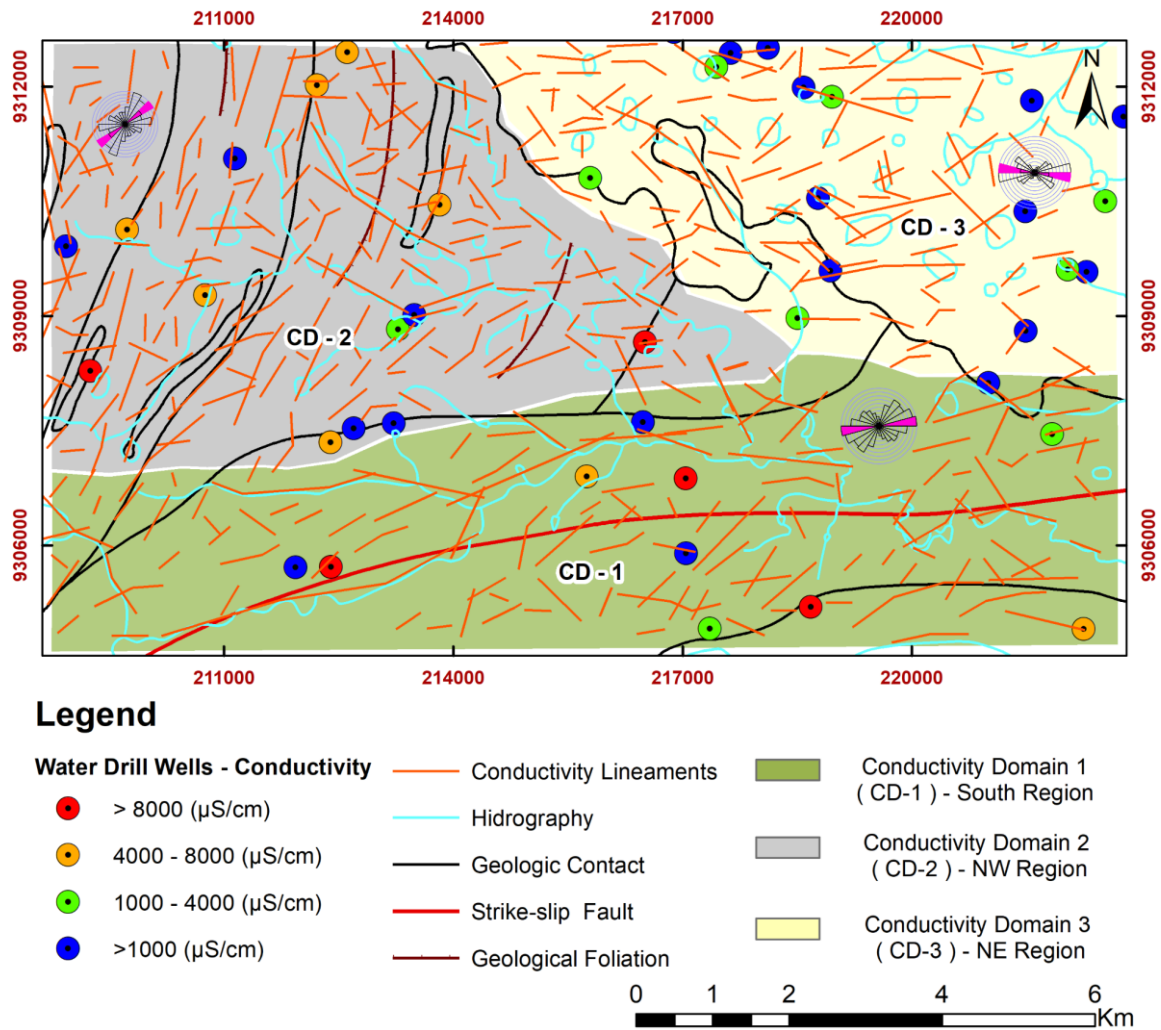 211000 214000 217000 220000
9312000 9312000
N
CD - 3
9309000 9309000
CD - 2
9306000 9306000
CD - 1
211000 214000 217000 220000
Legend
Water Drill Wells - Conductivity
> 8000 (µS/cm)
4000 - 8000 (µS/cm)
1000 - 4000 (µS/cm)
>1000 (µS/cm)
Conductivity Lineaments
Hidrography
Geologic Contact
Strike-slip Fault
Geological Foliation
Conductivity Domain 1
( CD-1 ) - South Region
Conductivity Domain 2
( CD-2 ) - NW Region
Conductivity Domain 3
( CD-3 ) - NE Region
0 1 2 4 6
Km